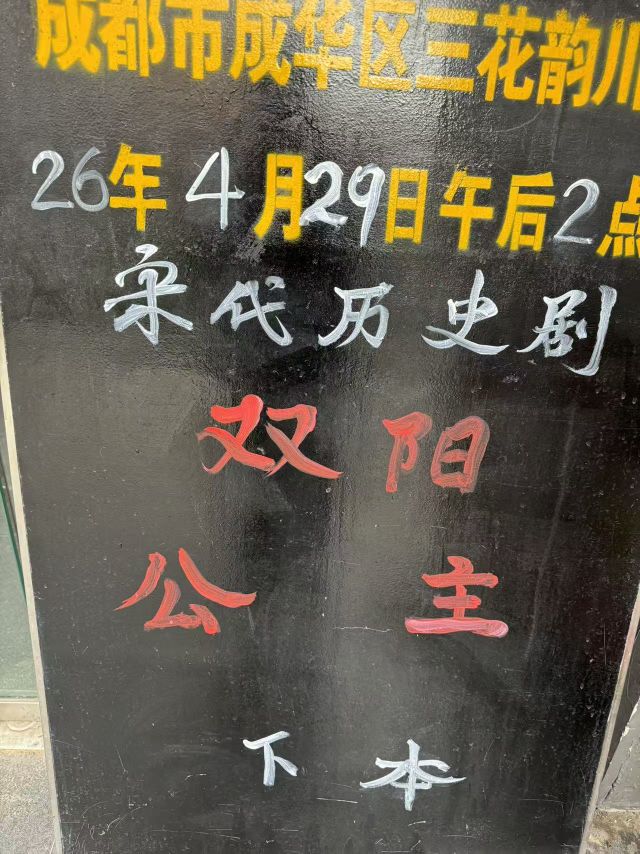 成都市成华区三花韵川
26年4月29日午后2点
宋代历史剧
双阳
公主
下本